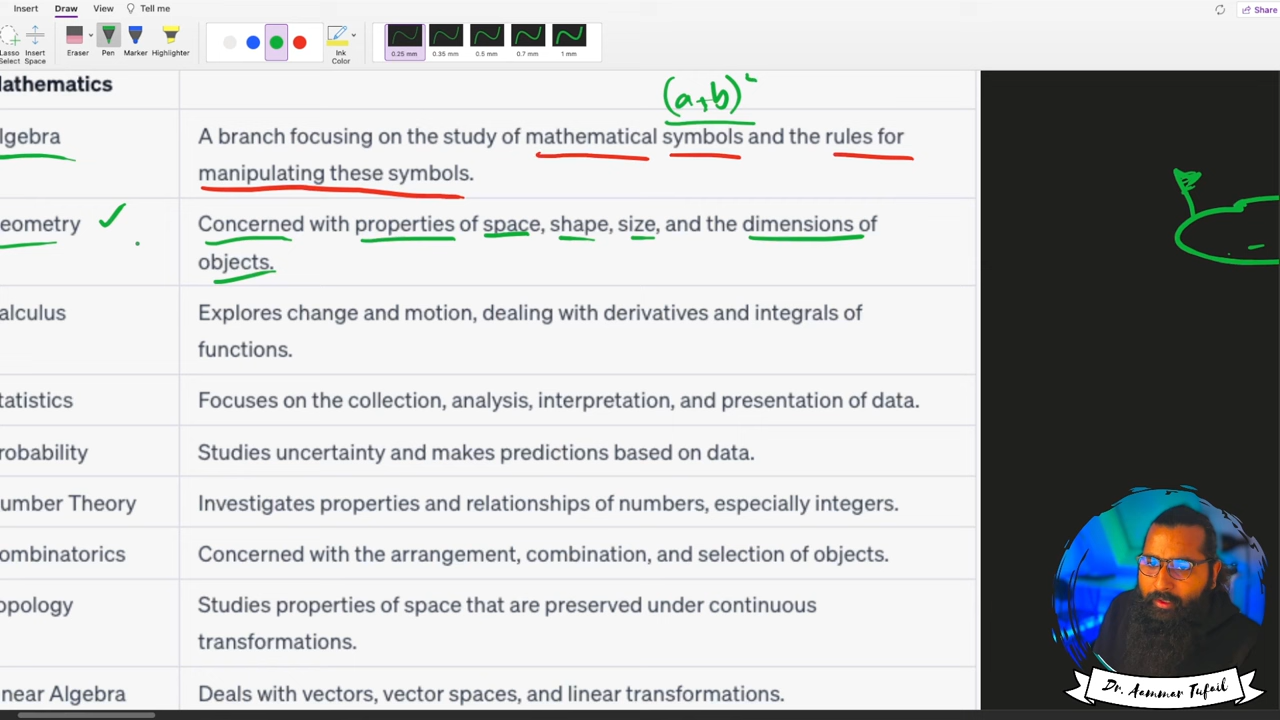 Insert Draw View Tell me
Share
Lasso Select
Insert Space
Eraser
Pen
Marker
Highlighter
Ink Color
0.25 mm
0.35 mm
0.5 mm
0.7 mm
1 mm
athematics
(a+b)²
lgebra
A branch focusing on the study of mathematical symbols and the rules for
manipulating these symbols.
eometry
Concerned with properties of space, shape, size, and the dimensions of
objects.
alculus
Explores change and motion, dealing with derivatives and integrals of
functions.
tatistics
Focuses on the collection, analysis, interpretation, and presentation of data.
robability
Studies uncertainty and makes predictions based on data.
umber Theory
Investigates properties and relationships of numbers, especially integers.
ombinatorics
Concerned with the arrangement, combination, and selection of objects.
opology
Studies properties of space that are preserved under continuous
transformations.
near Algebra
Deals with vectors, vector spaces, and linear transformations.
Dr. Aammar Tufail